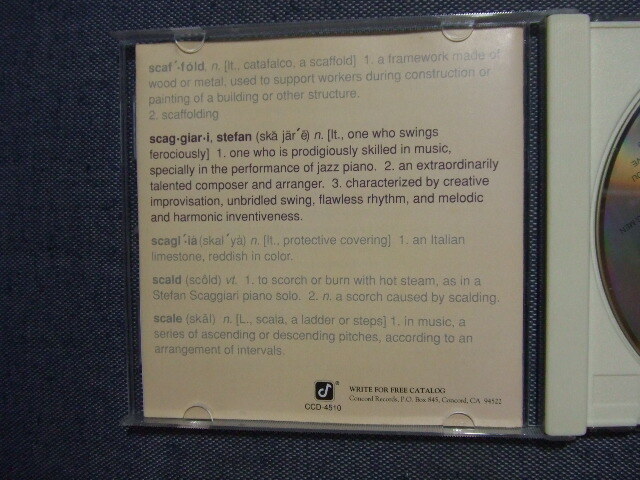 scaf´-fōld, n. [It., catafalco, a scaffold] 1. a framework made of
wood or metal, used to support workers during construction or
painting of a building or other structure.
2. scaffolding
scag-giar-i, stefan (skā jär´ē) n. [It., one who swings
ferociously] 1. one who is prodigiously skilled in music,
specially in the performance of jazz piano. 2. an extraordinarily
talented composer and arranger. 3. characterized by creative
improvisation, unbridled swing, flawless rhythm, and melodic
and harmonic inventiveness.
scagl´-iä (skal´yà) n. [It., protective covering] 1. an Italian
limestone, reddish in color.
scald (scôld) vt. 1. to scorch or burn with hot steam, as in a
Stefan Scaggiari piano solo. 2. n. a scorch caused by scalding.
scale (skāl) n. [L., scala, a ladder or steps] 1. in music, a
series of ascending or descending pitches, according to an
arrangement of intervals.
CCD-4510
WRITE FOR FREE CATALOG
Concord Records, P.O. Box 845, Concord, CA 94522